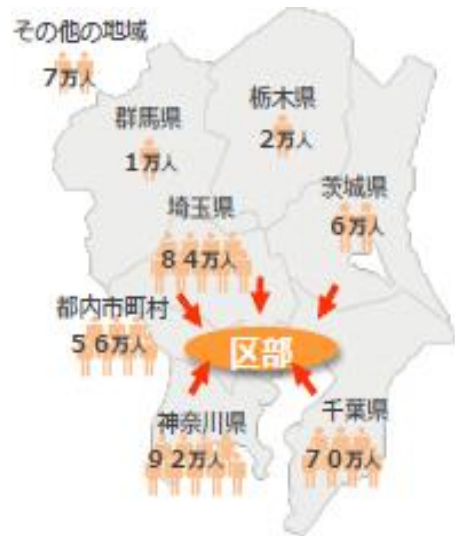 その他の地域
7万人
栃木県
2万人
群馬県
1万人
茨城県
6万人
埼玉県
84万人
都内市町村
56万人
区部
神奈川県
92万人
千葉県
70万人